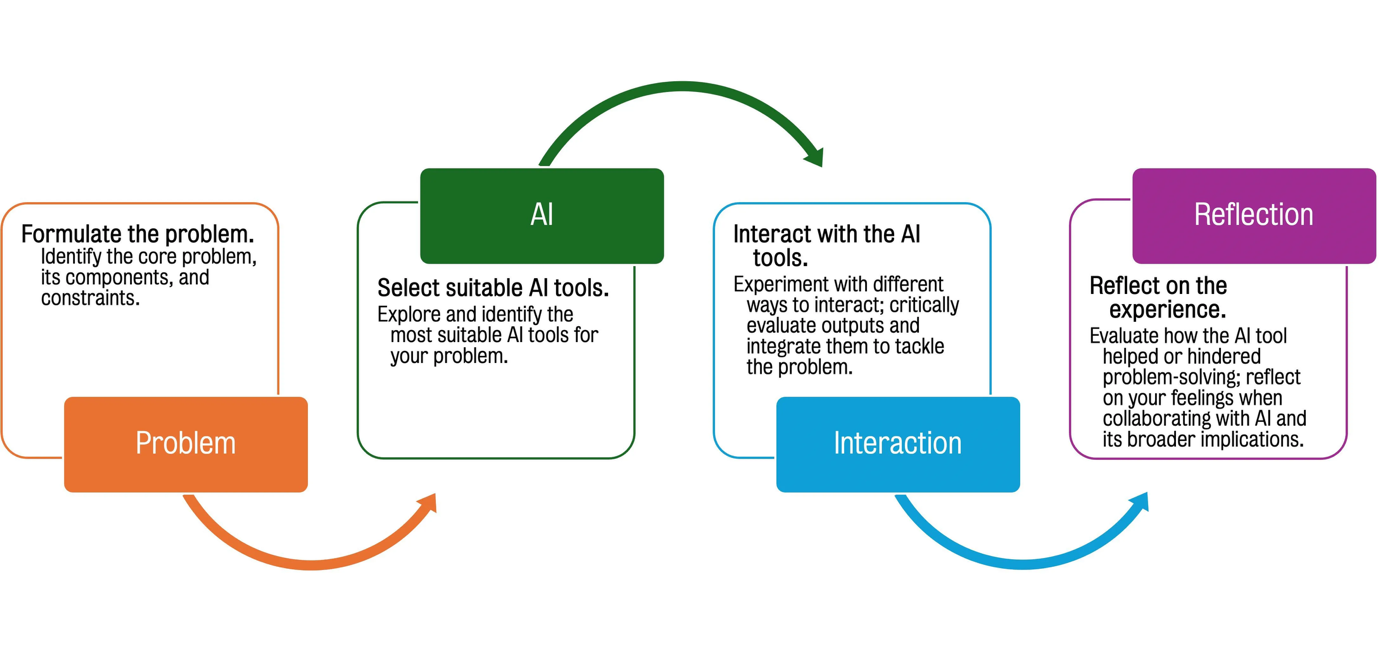 Formulate the problem.
Identify the core problem,
its components, and
constraints.
Problem
AI
Select suitable AI tools.
Explore and identify the
most suitable AI tools for
your problem.
Interact with the AI
tools.
Experiment with different
ways to interact; critically
evaluate outputs and
integrate them to tackle
the problem.
Interaction
Reflection
Reflect on the
experience.
Evaluate how the AI tool
helped or hindered
problem-solving; reflect
on your feelings when
collaborating with AI and
its broader implications.